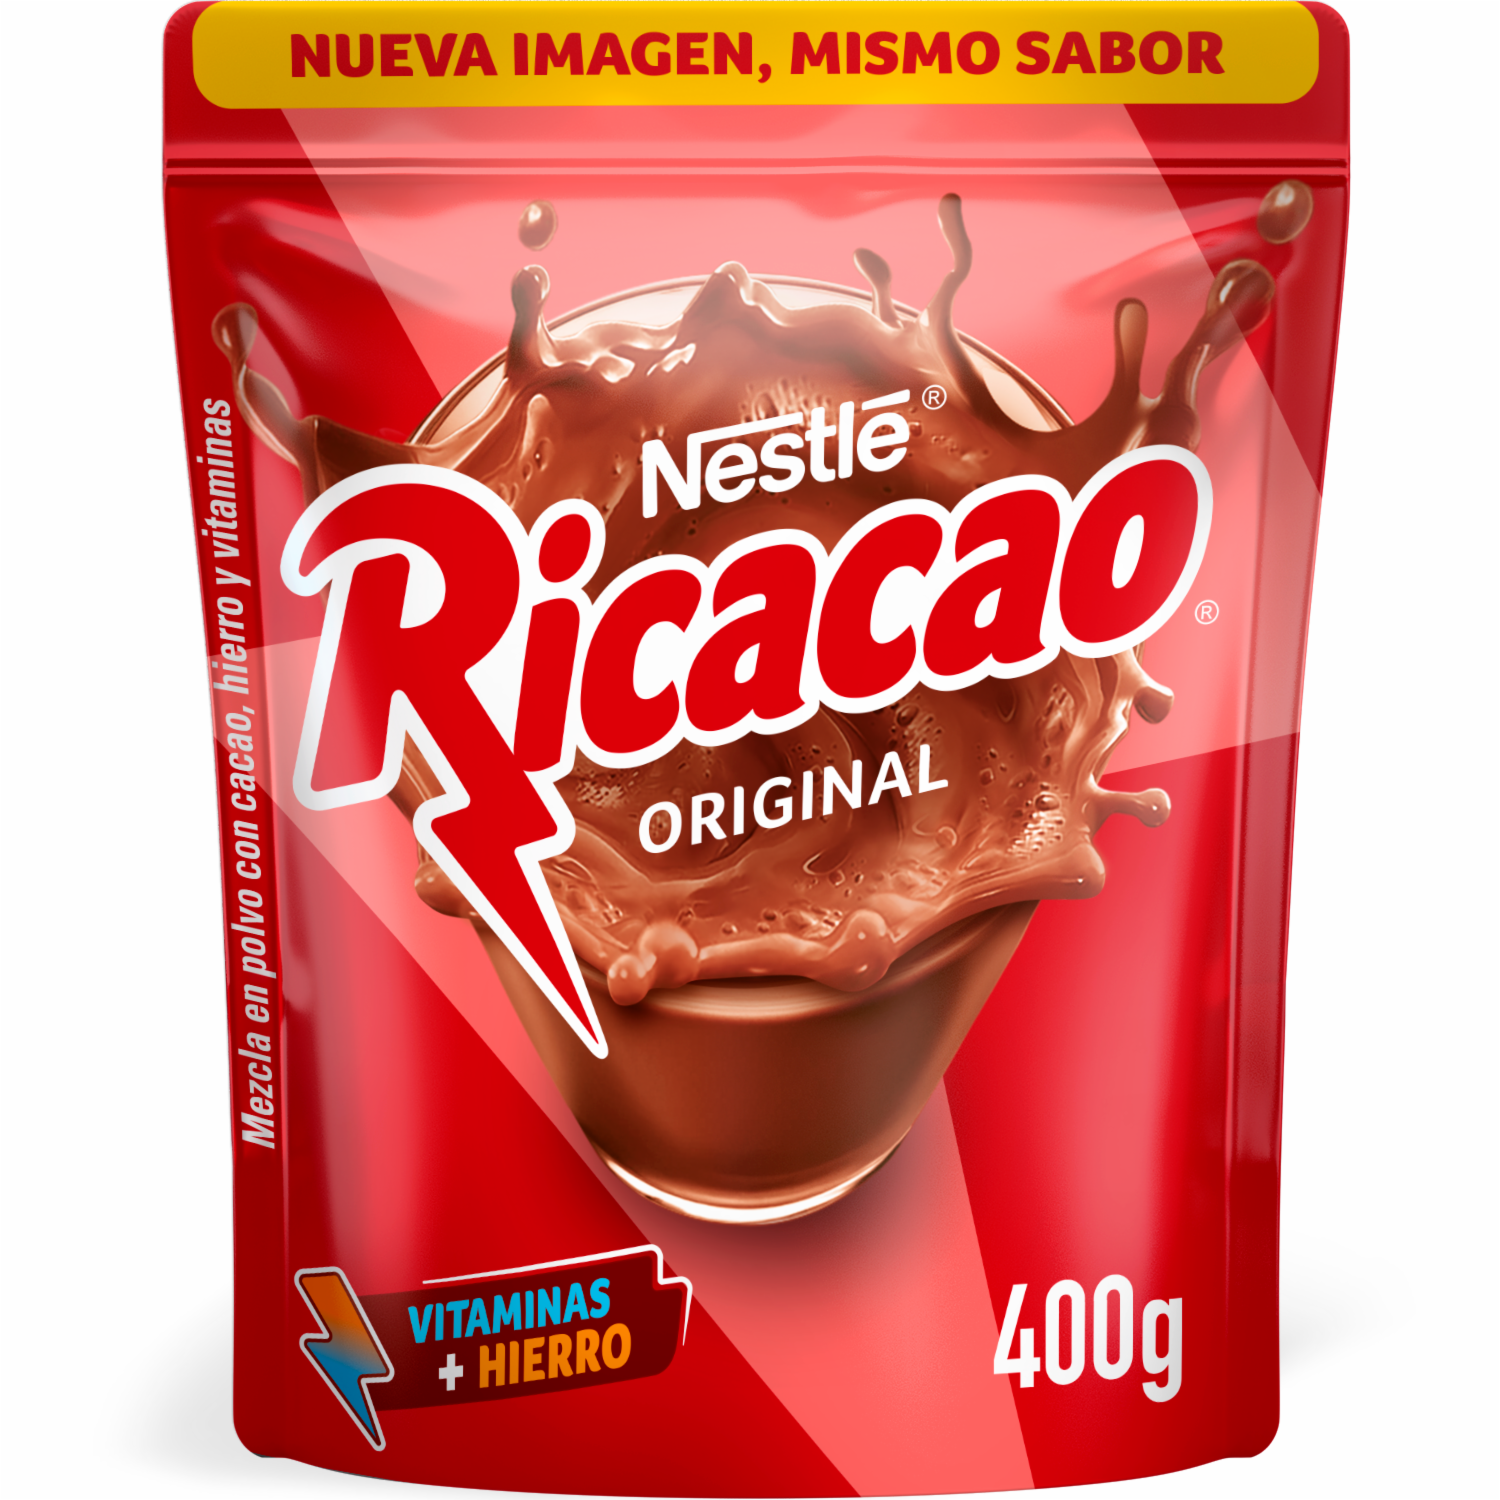 NUEVA IMAGEN, MISMO SABOR
Nestlé®
Ricacao®
ORIGINAL
Mezcla en polvo con cacao, hierro y vitaminas
VITAMINAS
+ HIERRO
400g